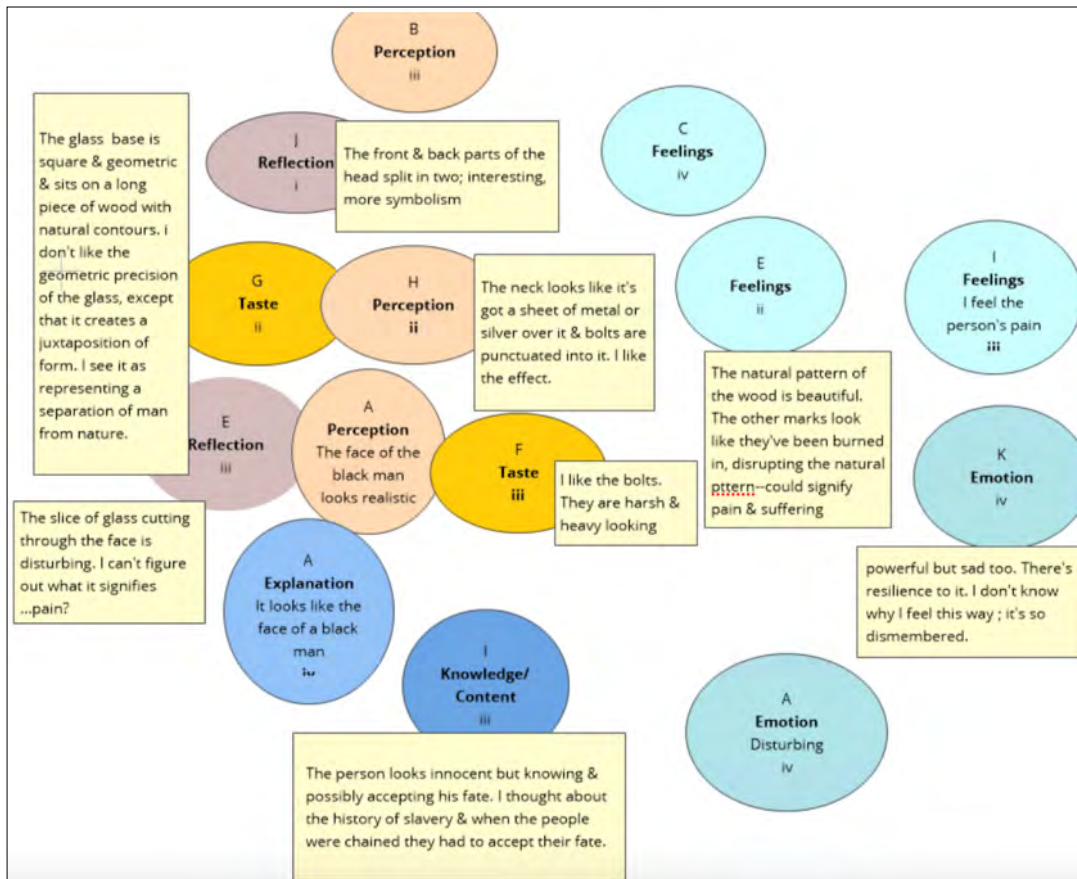 B
Perception
iii
The glass base is
square & geometric
& sits on a long
piece of wood with
natural contours. i
don't like the
geometric precision
of the glass, except
that it creates a
juxtaposition of
form. I see it as
representing a
separation of man
from nature.
J
Reflection
i
The front & back parts of the
head split in two; interesting,
more symbolism
C
Feelings
iv
G
Taste
ii
H
Perception
ii
The neck looks like it's
got a sheet of metal or
silver over it & bolts are
punctuated into it. I like
the effect.
E
Feelings
ii
I
Feelings
I feel the
person's pain
iii
The natural pattern of
the wood is beautiful.
The other marks look
like they've been burned
in, disrupting the natural
pttern--could signify
pain & suffering
E
Reflection
iii
A
Perception
The face of the
black man
looks realistic
F
Taste
iii
I like the bolts.
They are harsh &
heavy looking
K
Emotion
iv
powerful but sad too. There's
resilience to it. I don't know
why I feel this way ; it's so
dismembered.
The slice of glass cutting
through the face is
disturbing. I can't figure
out what it signifies
...pain?
A
Explanation
It looks like the
face of a black
man
iv
I
Knowledge/
Content
iii
The person looks innocent but knowing &
possibly accepting his fate. I thought about
the history of slavery & when the people
were chained they had to accept their fate.
A
Emotion
Disturbing
iv